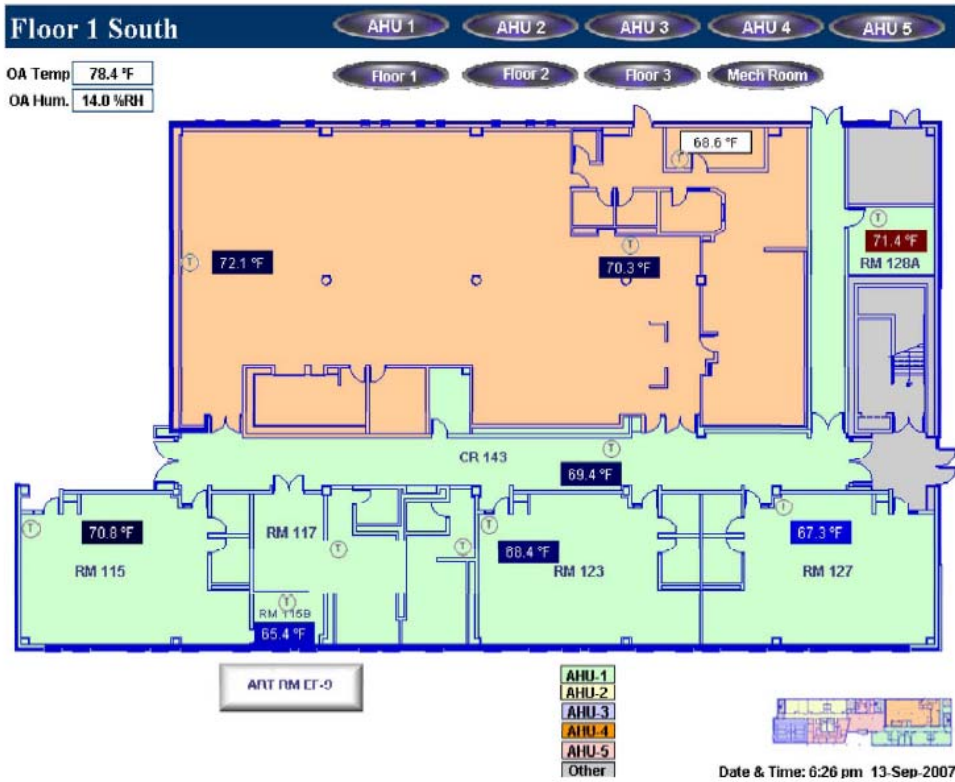 Floor 1 South
AHU 1
AHU 2
AHU 3
AHU 4
AHU 5
OA Temp 78.4 °F
Floor 1
Floor 2
Floor 3
Mech Room
OA Hum. 14.0 %RH
68.6 °F
T
T
T
71.4 °F
T
72.1 °F
70.3 °F
RM 128A
CR 143
T
69.4 °F
T
70.8 °F
RM 117
T
T
67.3 °F
T
T
68.4 °F
RM 115
RM 123
RM 127
T
RM 115B
65.4 °F
ART RM EF-9
AHU-1
AHU-2
AHU-3
AHU-4
AHU-5
Other
Date & Time: 6:26 pm 13-Sep-2007